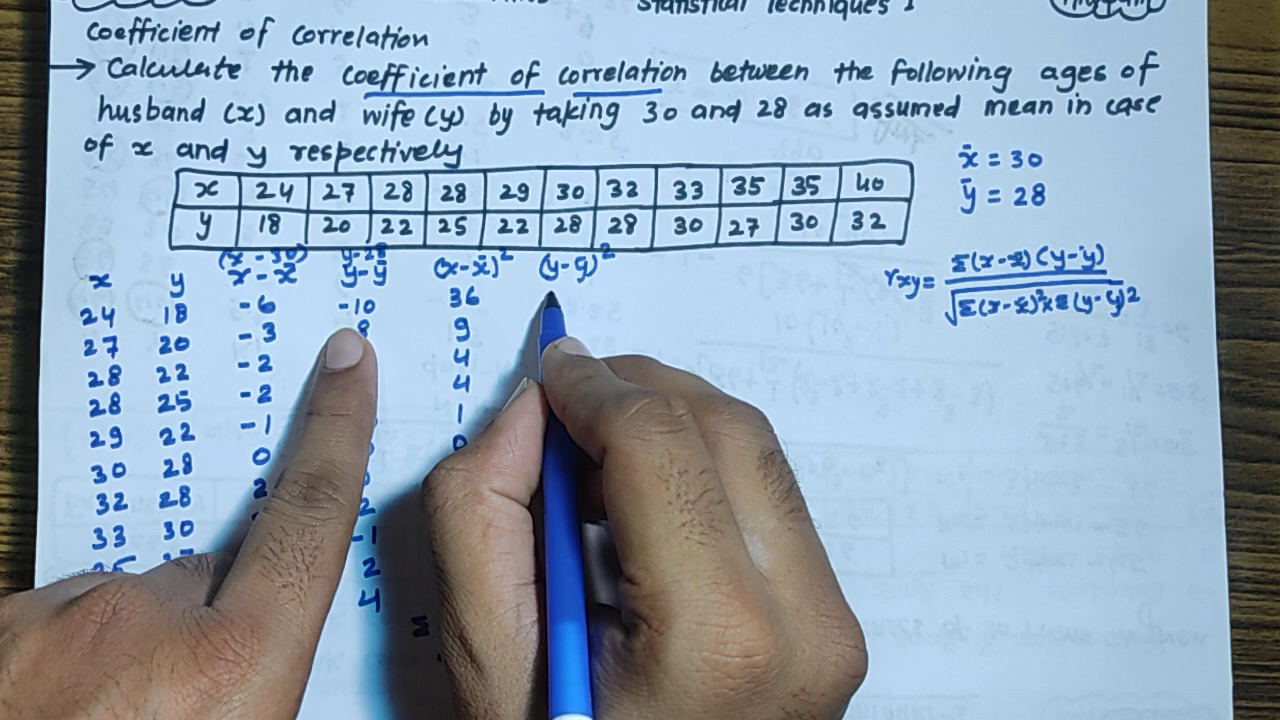 Statistical Techniques I
Coefficient of correlation
→ Calculate the coefficient of correlation between the following ages of
husband (x) and wife (y) by taking 30 and 28 as assumed mean in case
of x and y respectively
x 24 27 28 28 29 30 32 33 35 35 40
y 18 20 22 25 22 28 28 30 27 30 32
x̄ = 30
ȳ = 28
(x-30) y-28
x y x-x̄ y-ȳ (x-x̄)² (y-ȳ)²
24 18 -6 -10 36
27 20 -3 8 9
28 22 -2 4
28 25 -2 4
29 22 -1 1
30 28 0 0
32 28 2
33 30 2
-1
2
4
Σ
rxy = Σ(x-x̄)(y-ȳ)
√Σ(x-x̄)²×Σ(y-ȳ)²